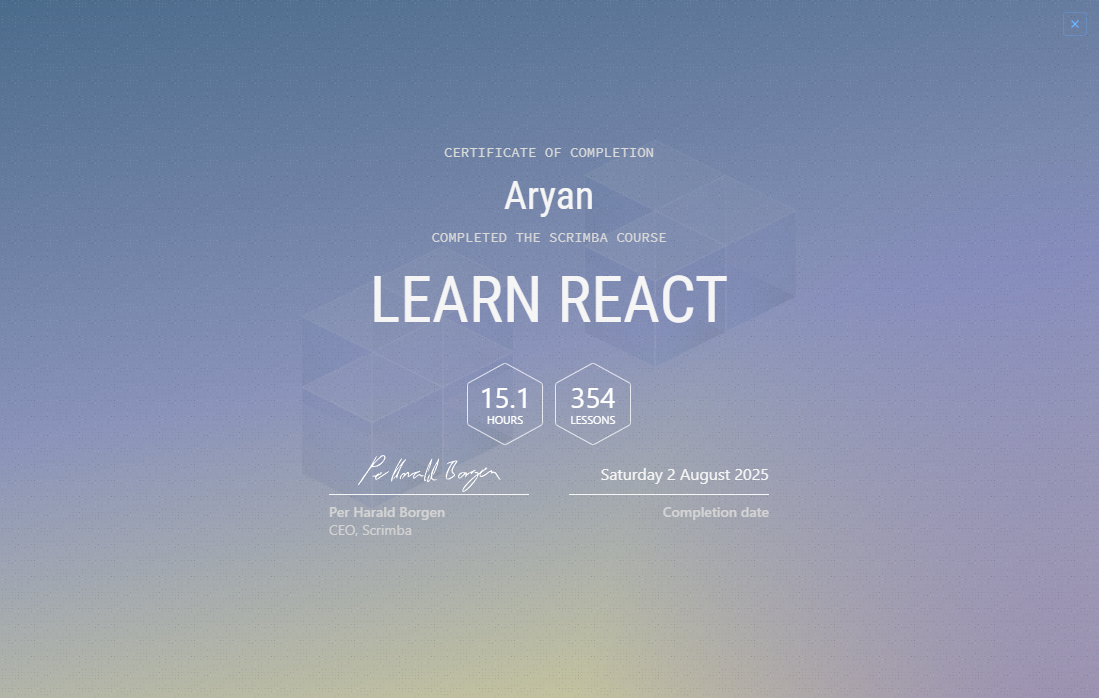 CERTIFICATE OF COMPLETION
Aryan
COMPLETED THE SCRIMBA COURSE
LEARN REACT
15.1
HOURS
354
LESSONS
Per Harald Borgen
Saturday 2 August 2025
Per Harald Borgen
CEO, Scrimba
Completion date